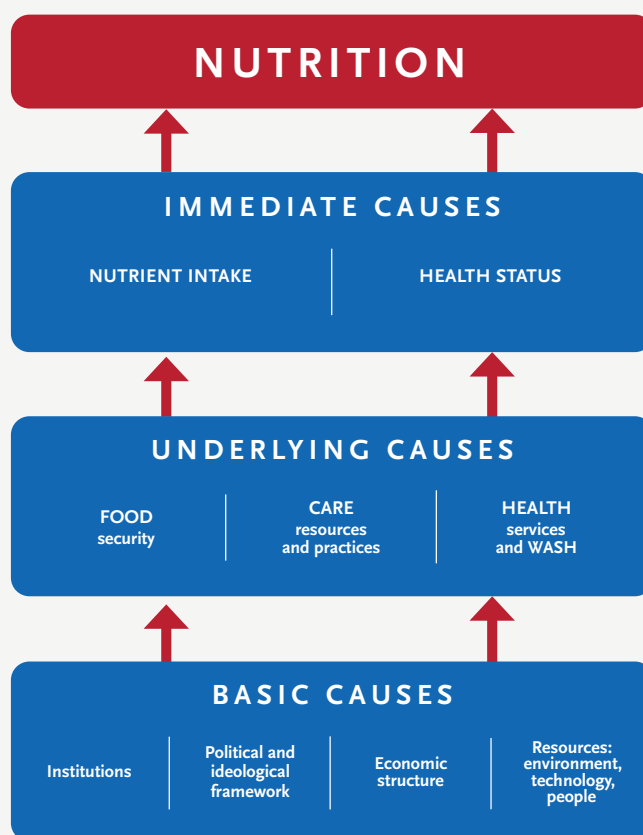 NUTRITION
IMMEDIATE CAUSES
NUTRIENT INTAKE
HEALTH STATUS
UNDERLYING CAUSES
FOOD
security
CARE
resources
and practices
HEALTH
services
and WASH
BASIC CAUSES
Institutions
Political and
ideological
framework
Economic
structure
Resources:
environment,
technology,
people